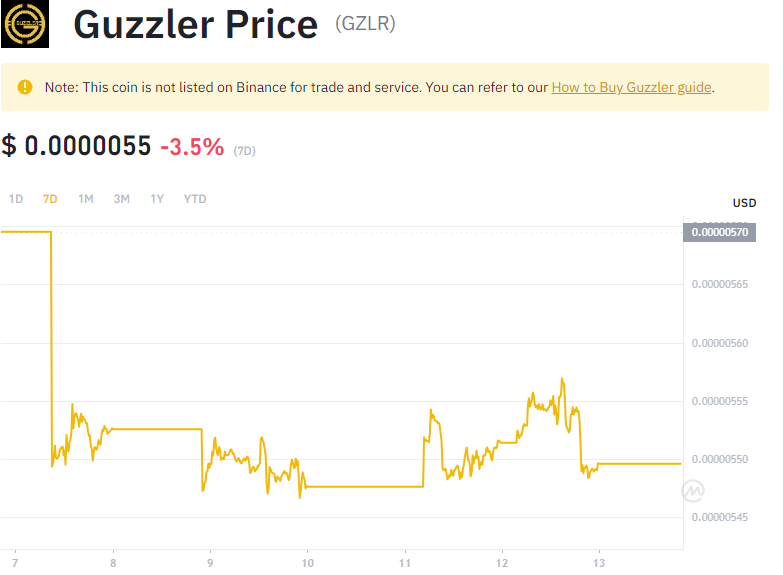 GUZZLER
Guzzler Price (GZLR)
Note: This coin is not listed on Binance for trade and service. You can refer to our How to Buy Guzzler guide.
$ 0.0000055 -3.5% (7D)
1D 7D 1M 3M 1Y YTD
USD
0.00000570
0.00000565
0.00000560
0.00000555
0.00000550
0.00000545
7 8 9 10 11 12 13